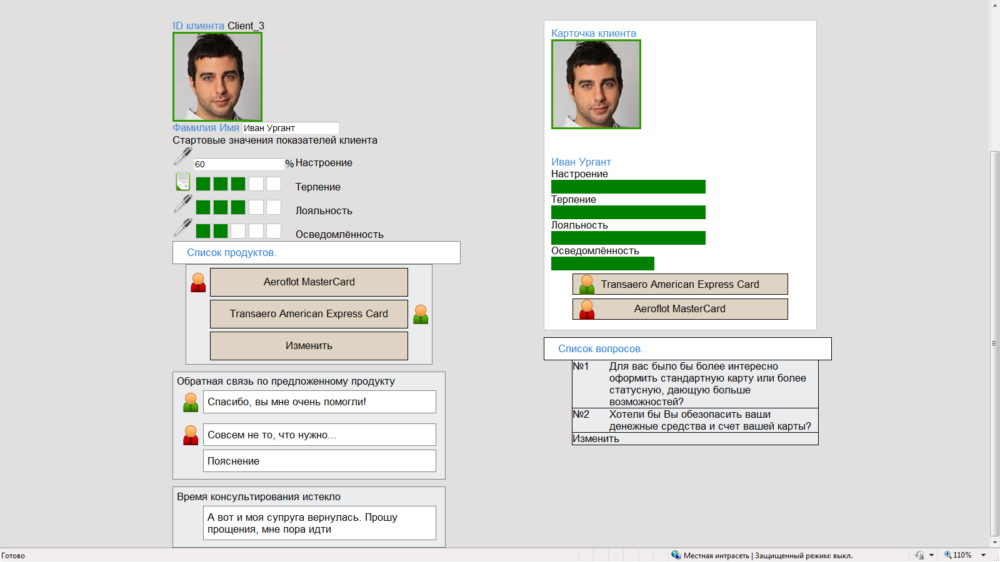 ID клиента Client_3
Фамилия Имя Иван Ургант
Стартовые значения показателей клиента
60 % Настроение
Терпение
Лояльность
Осведомлённость
Список продуктов.
Aeroflot MasterCard
Transaero American Express Card
Изменить
Обратная связь по предложенному продукту
Спасибо, вы мне очень помогли!
Совсем не то, что нужно...
Пояснение
Время консультирования истекло
А вот и моя супруга вернулась. Прошу
прощения, мне пора идти
Карточка клиента
Иван Ургант
Настроение
Терпение
Лояльность
Осведомлённость
Transaero American Express Card
Aeroflot MasterCard
Список вопросов.
№1 Для вас было бы более интересно
оформить стандартную карту или более
статусную, дающую больше
возможностей?
№2 Хотели бы Вы обезопасить ваши
денежные средства и счет вашей карты?
Изменить
Готово
Местная интрасеть | Защищенный режим: выкл.
110%